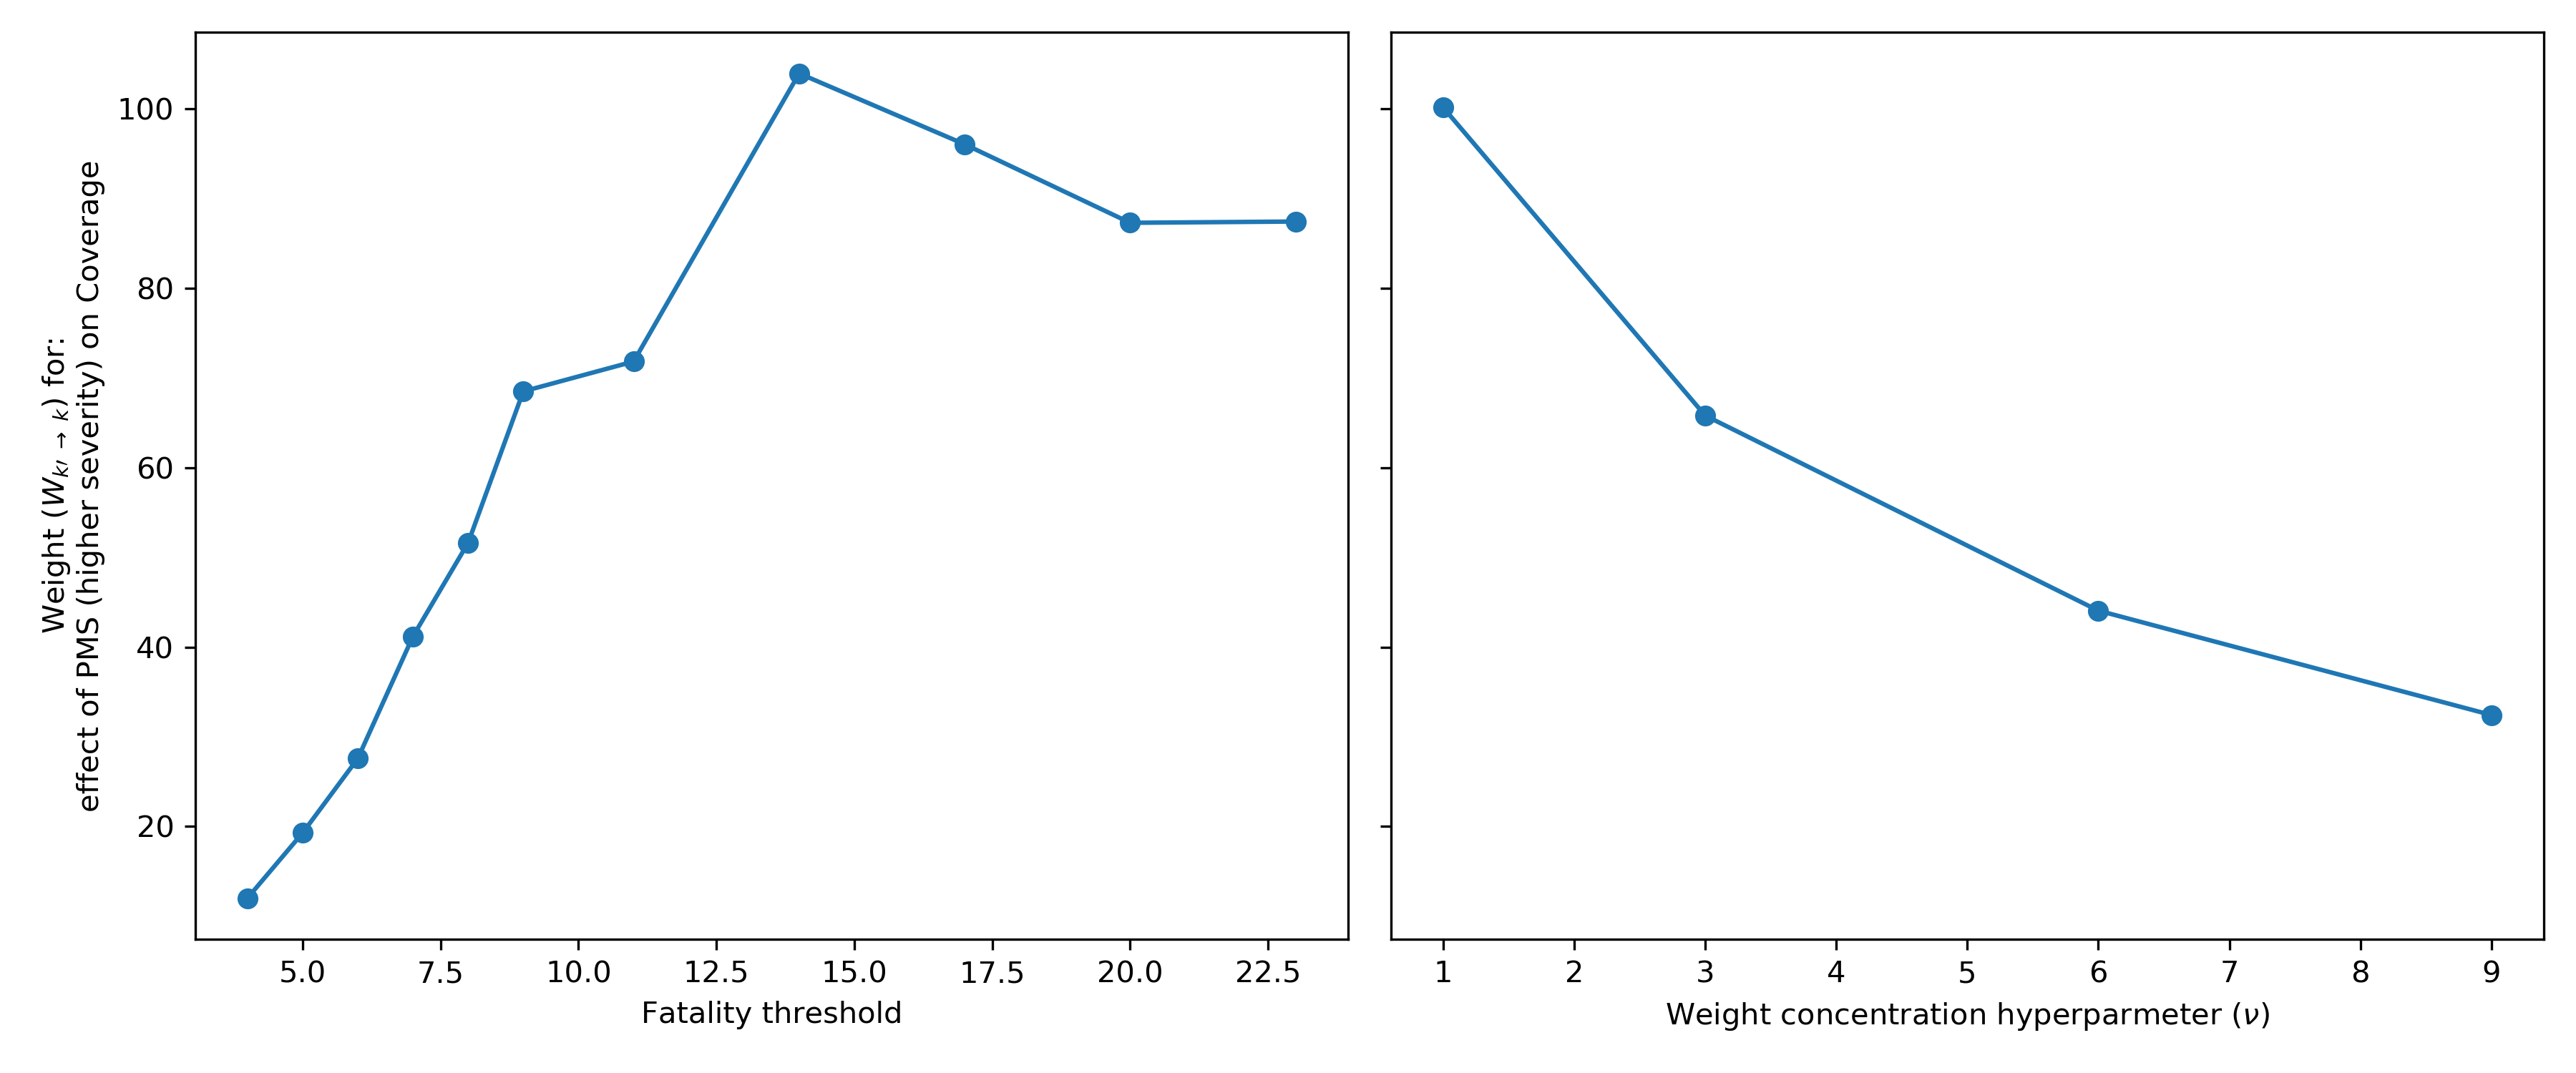 Weight (W_{k′ → k}) for:
effect of PMS (higher severity) on Coverage
100
80
60
40
20
5.0 7.5 10.0 12.5 15.0 17.5 20.0 22.5
Fatality threshold
1 2 3 4 5 6 7 8 9
Weight concentration hyperparmeter (ν)